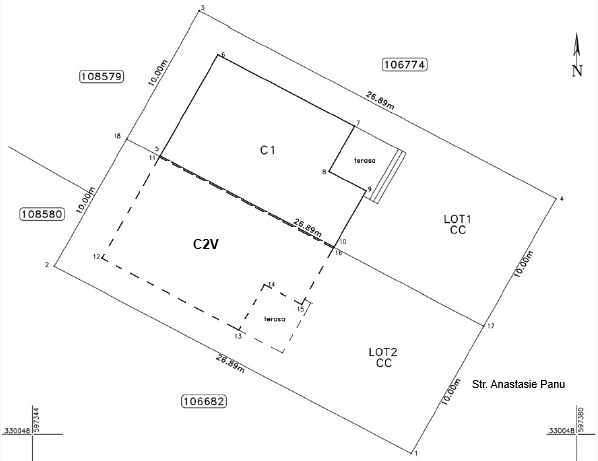 3
108579
10.00m
6
106774
26.89m
N
7
terasa
C1
8
9
18
5
11
4
LOT1
CC
10.00m
108580
10.00m
26.89m
10
16
C2V
12
2
14
15
terasa
13
17
LOT2
CC
26.89m
10.00m
Str. Anastasie Panu
106682
1
330048
597344
330048
597380